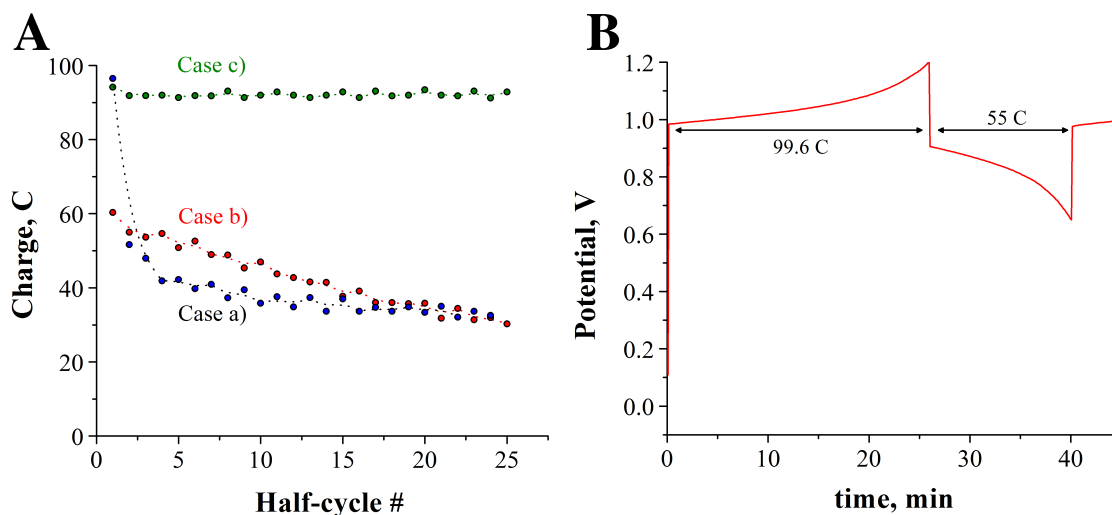 A
Charge, C
100
80
60
40
20
0
Case c)
Case b)
Case a)
0
5
10
15
20
25
Half-cycle #
B
Potential, V
1.2
1.0
0.8
0.6
0.4
0.2
0.0
99.6 C
55 C
0
10
20
30
40
time, min